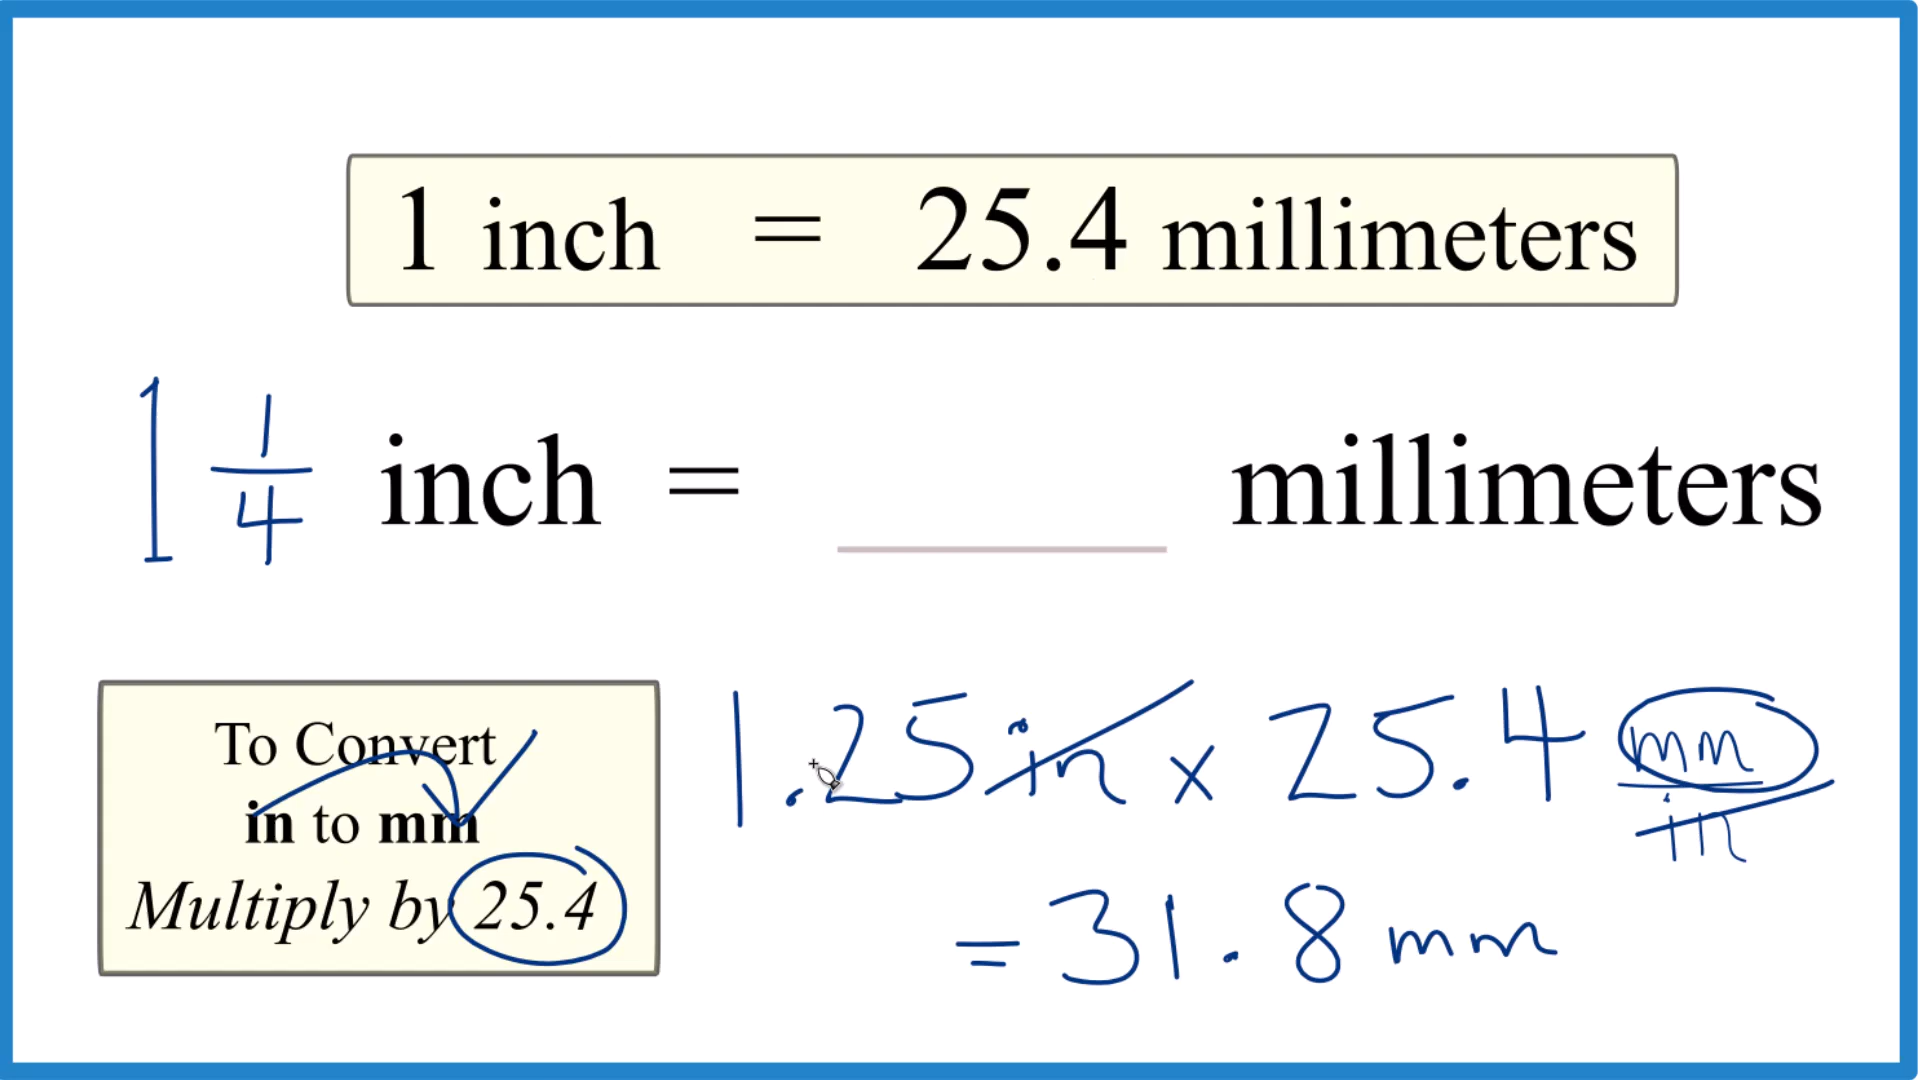 1 inch = 25.4 millimeters
1 1/4 inch = ____ millimeters
To Convert
in to mm
Multiply by 25.4
1.25 in x 25.4 mm/in
= 31.8 mm